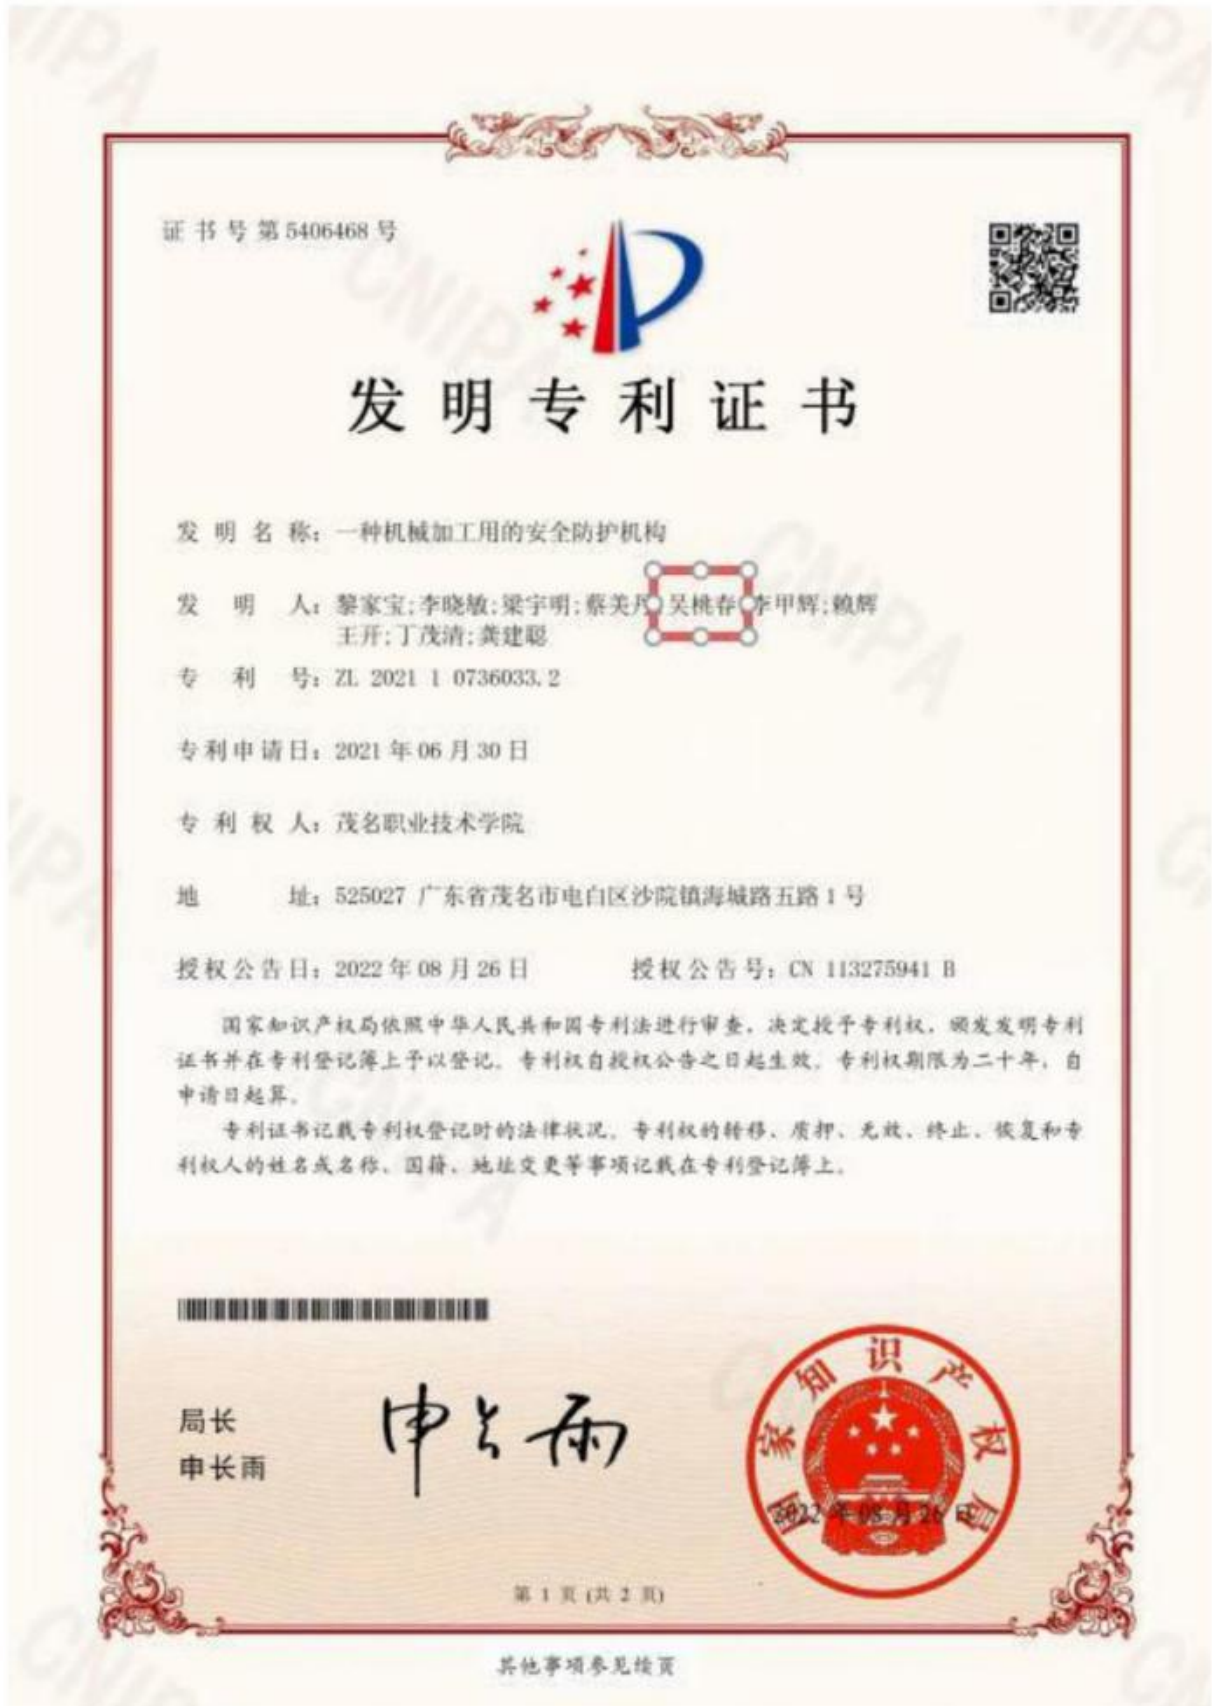 证书号第5406468号
发明专利证书
发明名称：一种机械加工用的安全防护机构
发明人：黎家宝;李晓敏;梁宇明;蔡美丹 吴桃春 李甲辉;赖辉
王开;丁茂清;龚建聪
专利号：ZL 2021 1 0736033.2
专利申请日：2021年06月30日
专利权人：茂名职业技术学院
地址：525027 广东省茂名市电白区沙院镇海城路五路1号
授权公告日：2022年08月26日 授权公告号：CN 113275941 B
国家知识产权局依照中华人民共和国专利法进行审查，决定授予专利权，颁发发明专利
证书并在专利登记簿上予以登记。专利权自授权公告之日起生效。专利权期限为二十年，自
申请日起算。
专利证书记载专利权登记时的法律状况。专利权的转移、质押、无效、终止、恢复和专
利权人的姓名或名称、国籍、地址变更等事项记载在专利登记簿上。
局长
申长雨
申长雨
国家知识产权局
2022年08月26日
第 1 页 (共 2 页)
其他事项参见续页
CNIPA